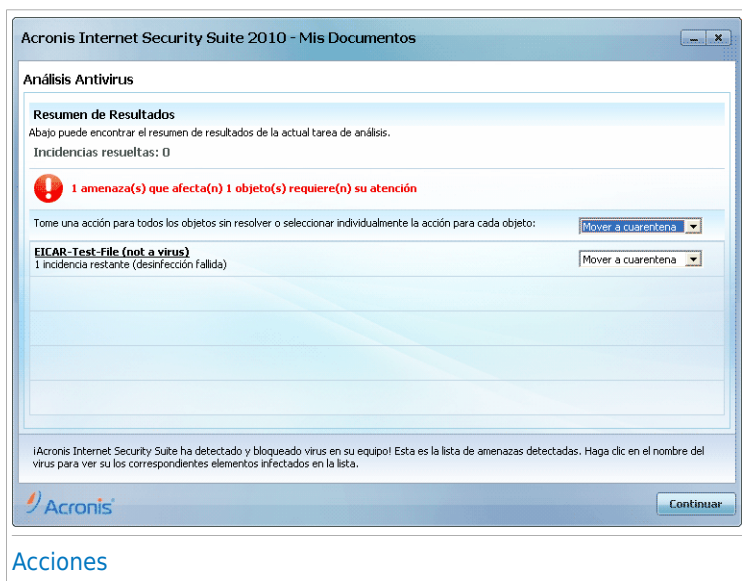 Acronis Internet Security Suite 2010 - Mis Documentos
Análisis Antivirus
Resumen de Resultados
Abajo puede encontrar el resumen de resultados de la actual tarea de análisis.
Incidencias resueltas: 0
1 amenaza(s) que afecta(n) 1 objeto(s) requiere(n) su atención
Tome una acción para todos los objetos sin resolver o seleccionar individualmente la acción para cada objeto:
Mover a cuarentena
EICAR-Test-File (not a virus)
1 incidencia restante (desinfección fallida)
Mover a cuarentena
¡Acronis Internet Security Suite ha detectado y bloqueado virus en su equipo! Esta es la lista de amenazas detectadas. Haga clic en el nombre del
virus para ver su los correspondientes elementos infectados en la lista.
Acronis
Continuar
Acciones